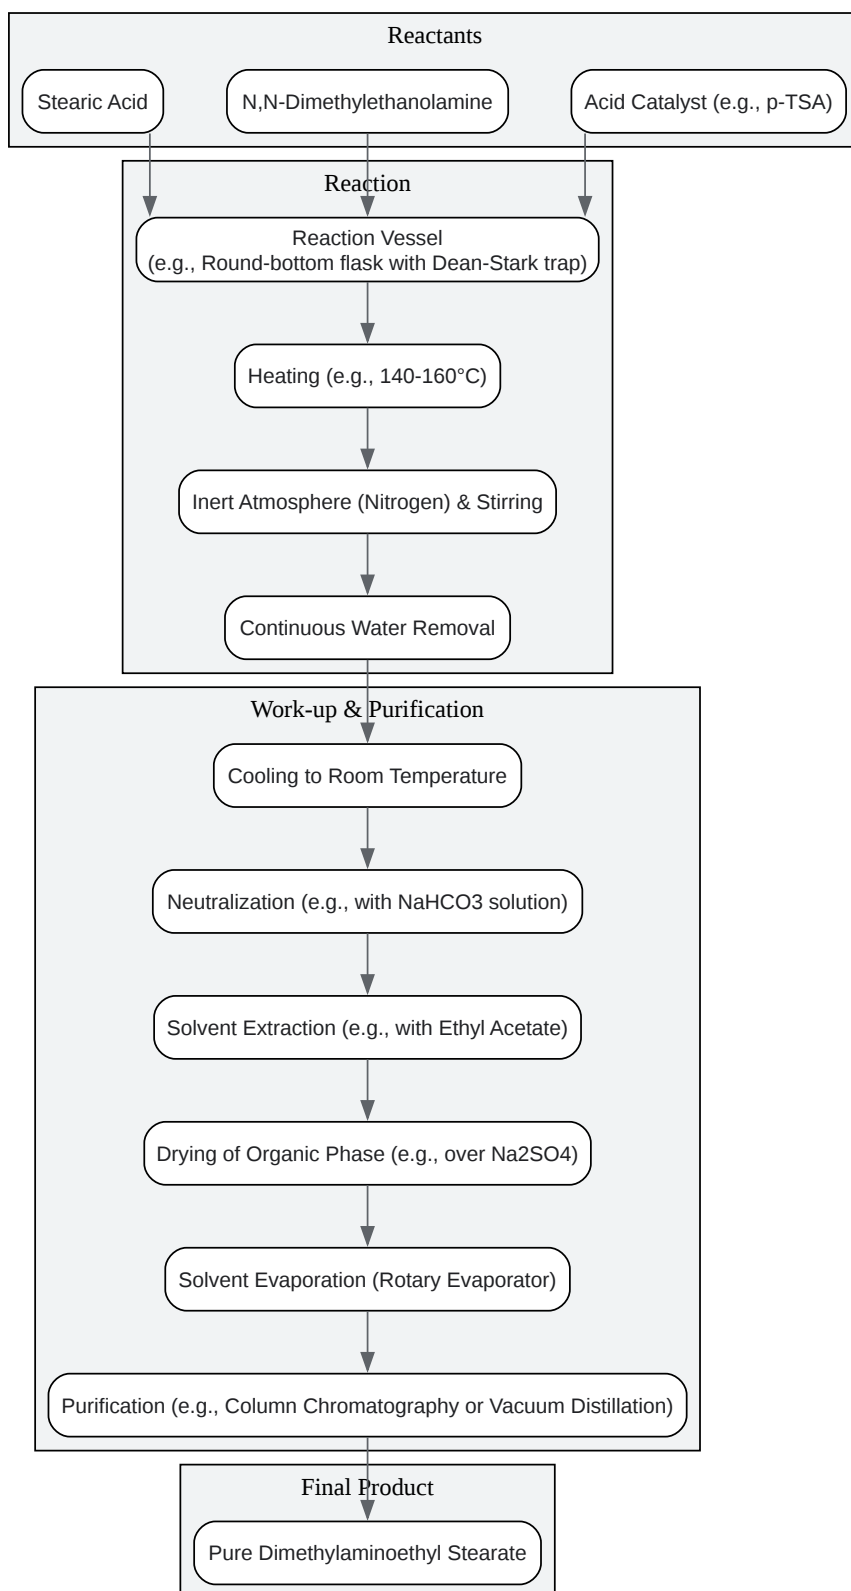 Reactants
Stearic Acid
N,N-Dimethylethanolamine
Acid Catalyst (e.g., p-TSA)
Reaction
Reaction Vessel
(e.g., Round-bottom flask with Dean-Stark trap)
Heating (e.g., 140-160°C)
Inert Atmosphere (Nitrogen) & Stirring
Continuous Water Removal
Work-up & Purification
Cooling to Room Temperature
Neutralization (e.g., with NaHCO3 solution)
Solvent Extraction (e.g., with Ethyl Acetate)
Drying of Organic Phase (e.g., over Na2SO4)
Solvent Evaporation (Rotary Evaporator)
Purification (e.g., Column Chromatography or Vacuum Distillation)
Final Product
Pure Dimethylaminoethyl Stearate